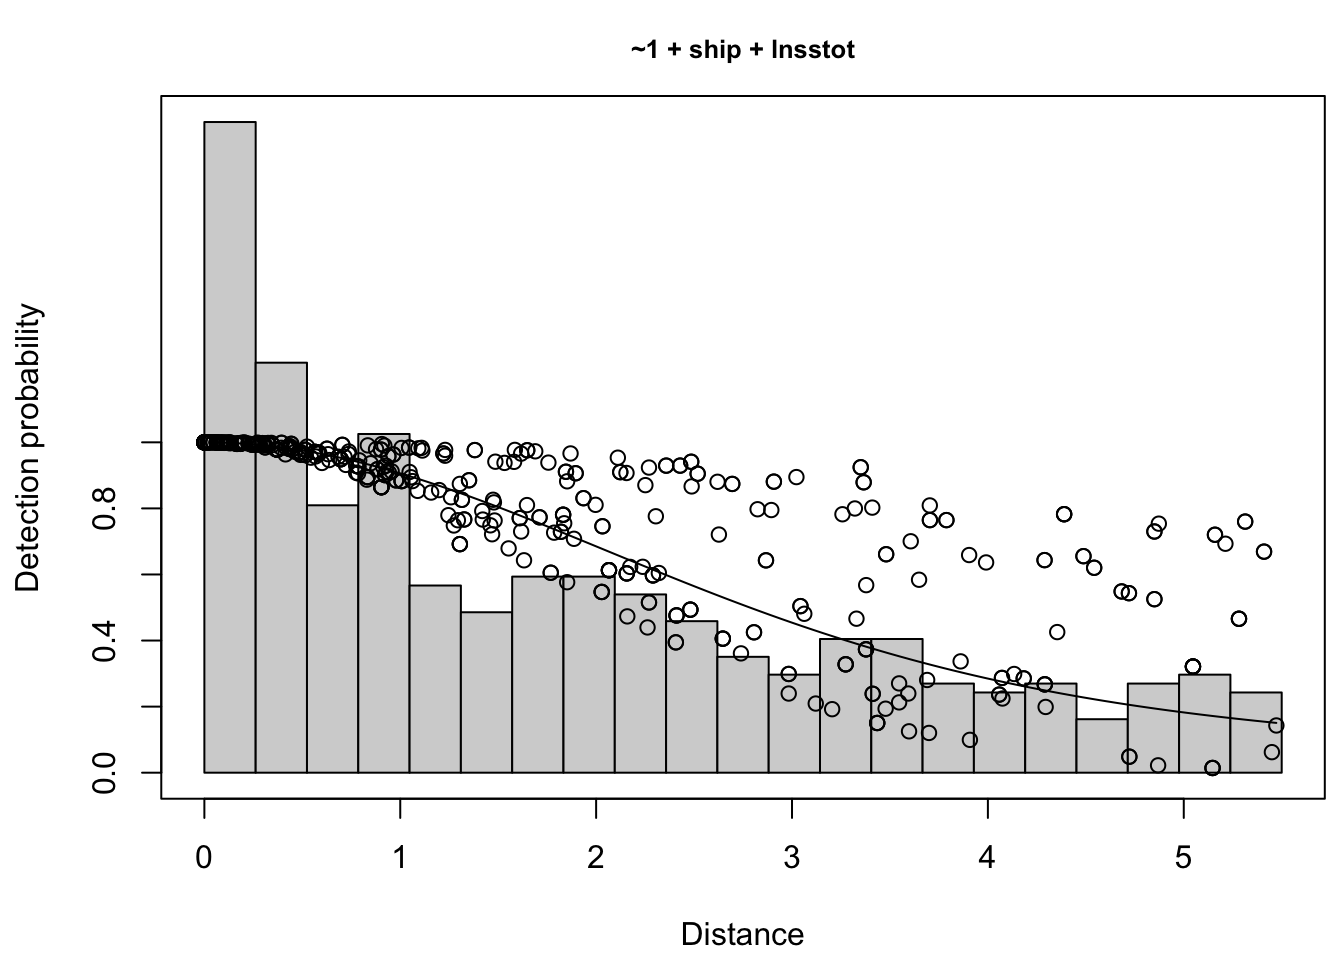 ~1 + ship + lnsstot
Detection probability
0.8
0.4
0.0
0 1 2 3 4 5
Distance